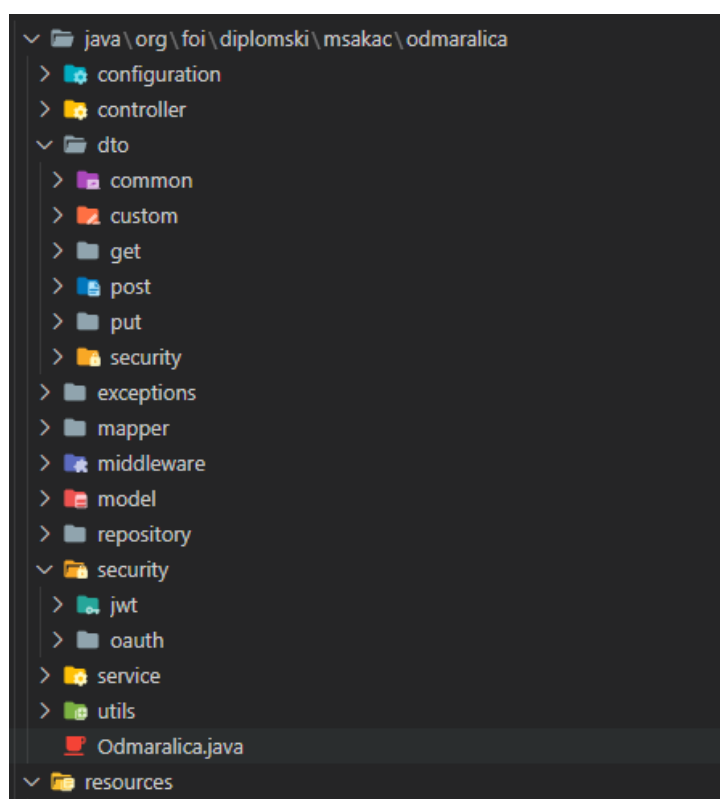 java\org\foi\diplomski\msakac\odmaralica
configuration
controller
dto
common
custom
get
post
put
security
exceptions
mapper
middleware
model
repository
security
jwt
oauth
service
utils
Odmaralica.java
resources